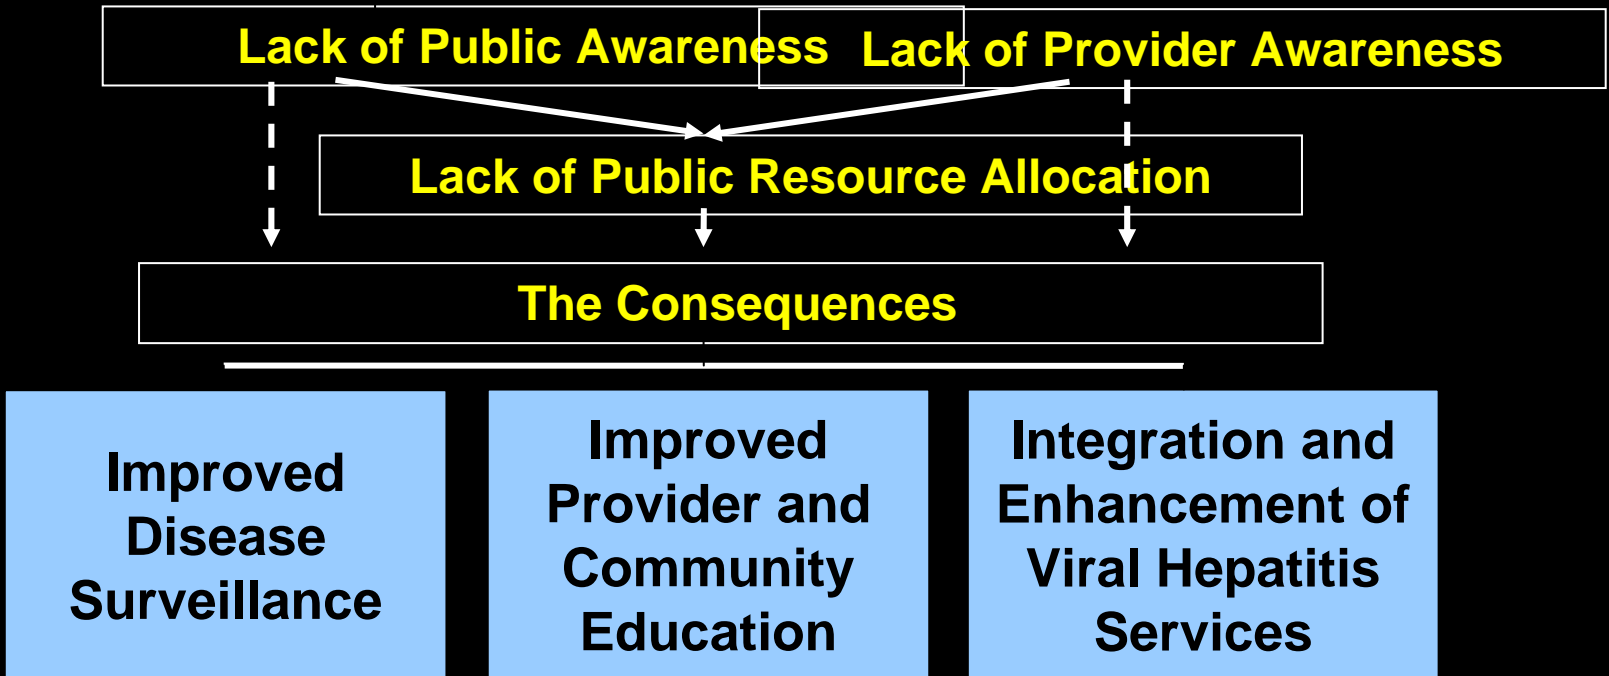 Lack of Public Awareness
Lack of Provider Awareness
Lack of Public Resource Allocation
The Consequences
Improved
Disease
Surveillance
Improved
Provider and
Community
Education
Integration and
Enhancement of
Viral Hepatitis
Services